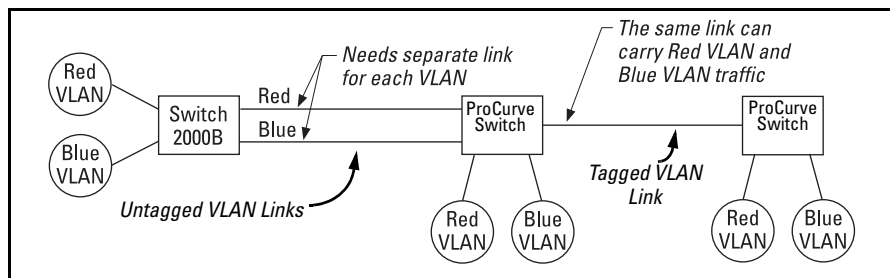 Red
VLAN
Blue
VLAN
Switch
2000B
Red
Blue
Needs separate link
for each VLAN
Untagged VLAN Links
ProCurve
Switch
Red
VLAN
Blue
VLAN
The same link can
carry Red VLAN and
Blue VLAN traffic
Tagged VLAN
Link
ProCurve
Switch
Red
VLAN
Blue
VLAN